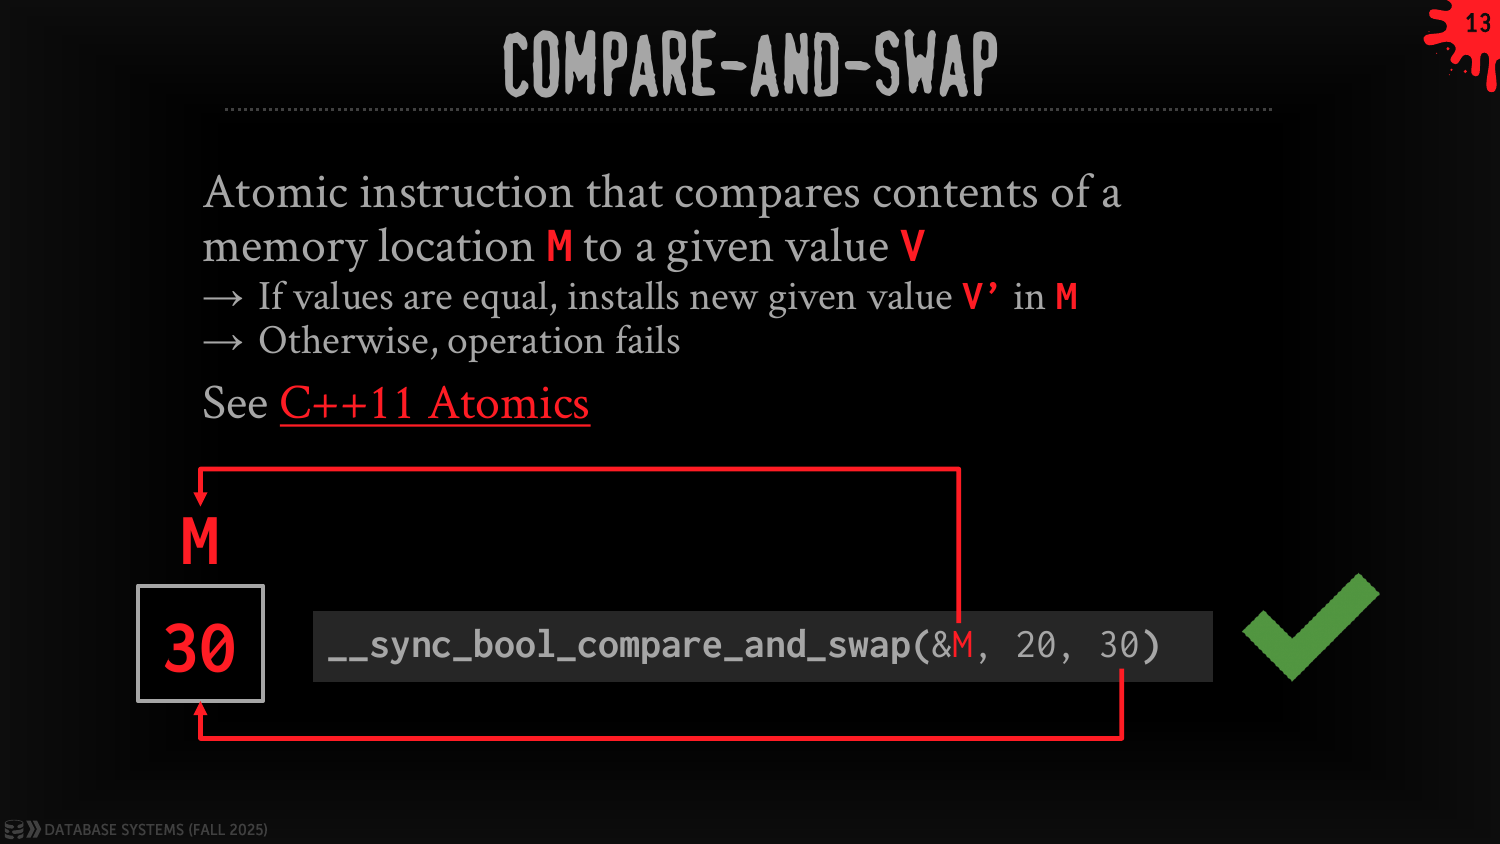 13
COMPARE-AND-SWAP
Atomic instruction that compares contents of a
memory location M to a given value V
→ If values are equal, installs new given value V’ in M
→ Otherwise, operation fails
See C++11 Atomics
M
30
__sync_bool_compare_and_swap(&M, 20, 30)
DATABASE SYSTEMS (FALL 2025)